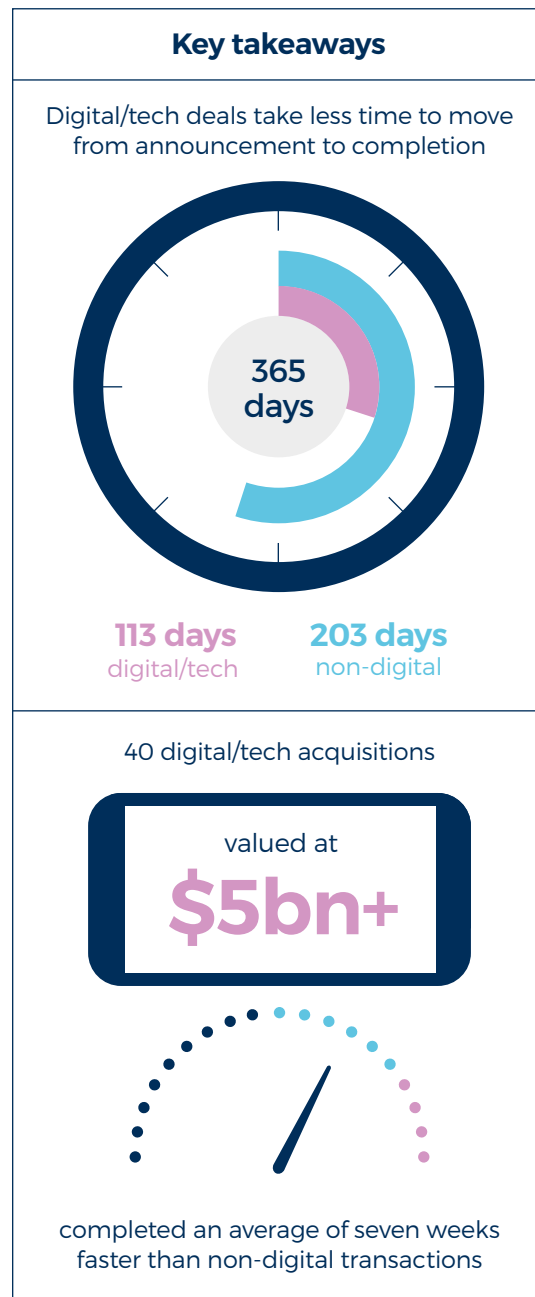 Key takeaways
Digital/tech deals take less time to move
from announcement to completion
365
days
113 days
digital/tech
203 days
non-digital
40 digital/tech acquisitions
valued at
$5bn+
completed an average of seven weeks
faster than non-digital transactions